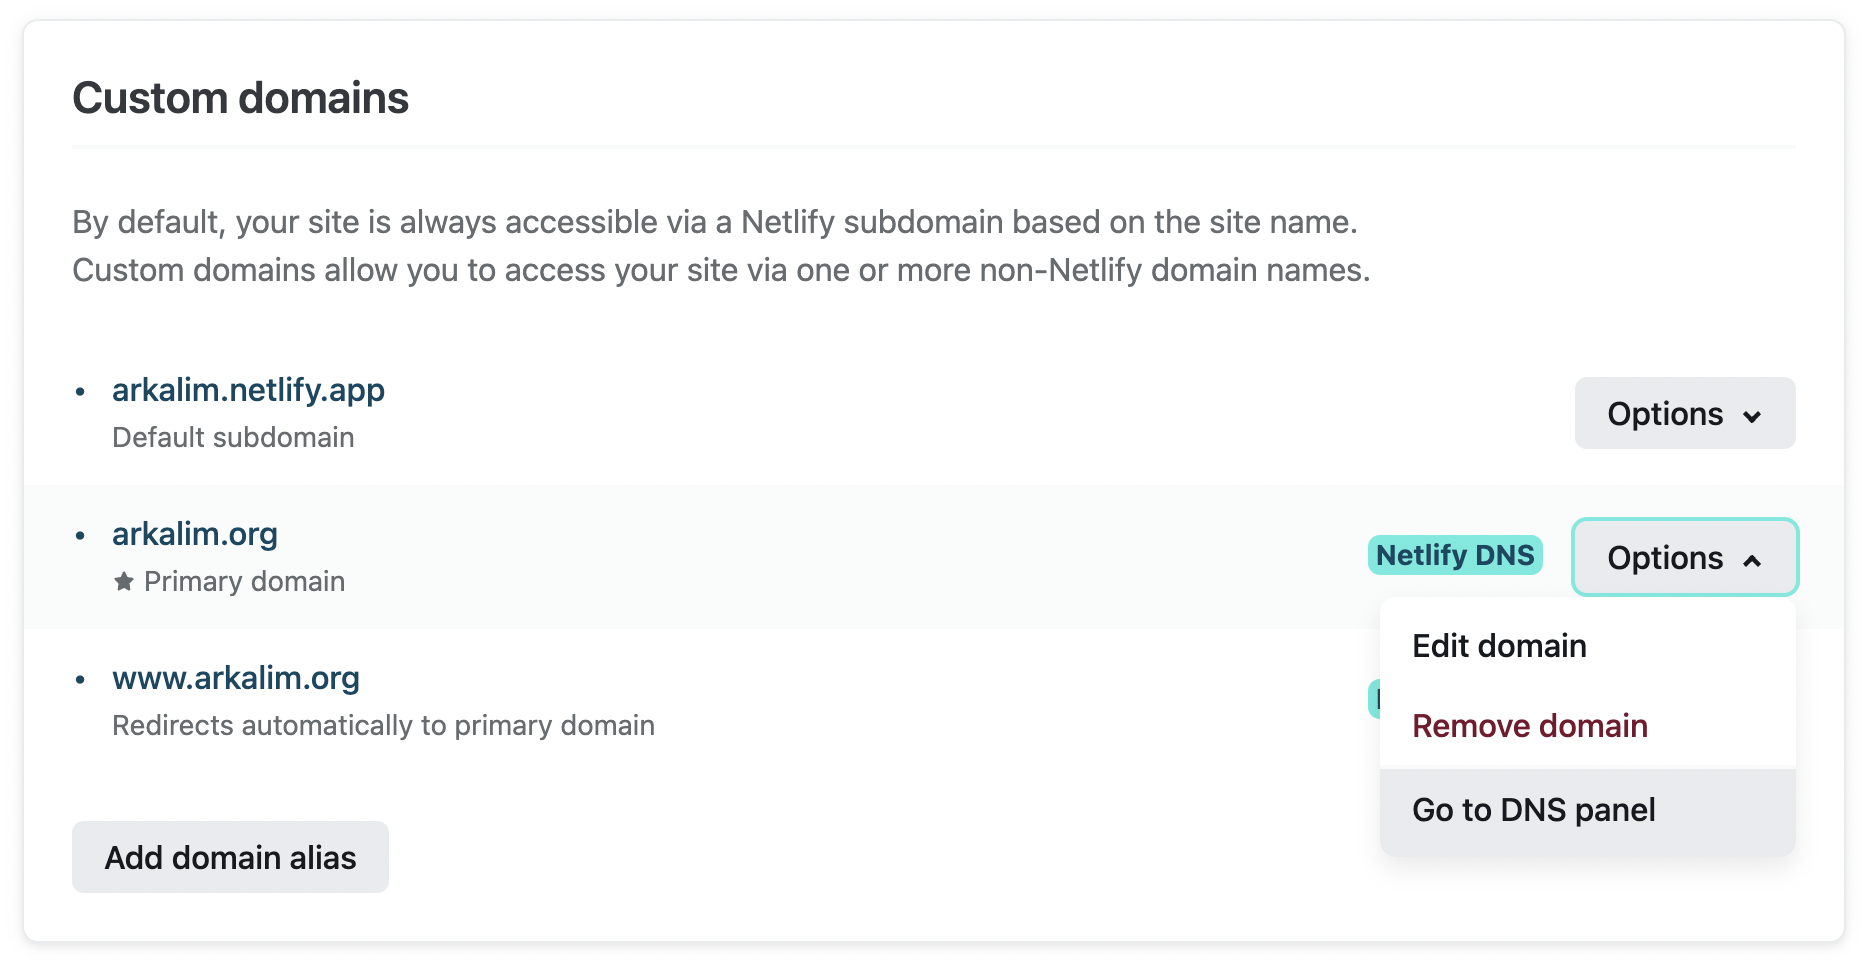 Custom domains
By default, your site is always accessible via a Netlify subdomain based on the site name.
Custom domains allow you to access your site via one or more non-Netlify domain names.
arkalim.netlify.app
Default subdomain
Options
arkalim.org
Primary domain
Netlify DNS
Options
Edit domain
Remove domain
Go to DNS panel
www.arkalim.org
Redirects automatically to primary domain
Add domain alias